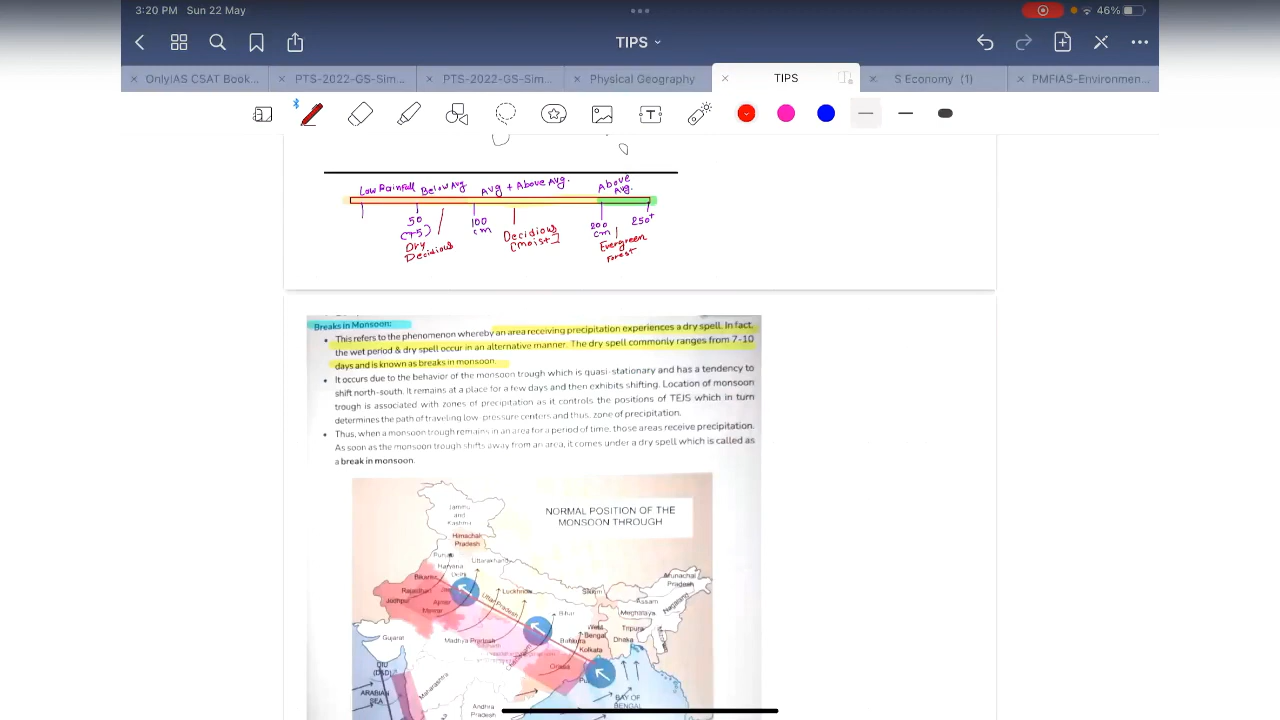 3:20 PM Sun 22 May
46%
TIPS
OnlyIAS CSAT Book...
PTS-2022-GS-Sim...
PTS-2022-GS-Sim...
Physical Geography
TIPS
S Economy (1)
PMFIAS-Environmen...
Low Rainfall Below Avg Avg + Above Avg. Above Avg.
50 (75)
100 cm
200 cm
250+
Dry Decidious
Decidious [moist]
Evergreen Forest
Breaks in Monsoon:
• This refers to the phenomenon whereby an area receiving precipitation experiences a dry spell. In fact,
the wet period & dry spell occur in an alternative manner. The dry spell commonly ranges from 7-10
days and is known as breaks in monsoon.
• It occurs due to the behavior of the monsoon trough which is quasi-stationary and has a tendency to
shift north-south. It remains at a place for a few days and then exhibits shifting. Location of monsoon
trough is associated with zones of precipitation as it controls the positions of TEJS which in turn
determines the path of traveling low-pressure centers and thus, zone of precipitation.
• Thus, when a monsoon trough remains in an area for a period of time, those areas receive precipitation.
As soon as the monsoon trough shifts away from an area, it comes under a dry spell which is called as
a break in monsoon.
NORMAL POSITION OF THE
MONSOON THROUGH
Jammu
and
Kashmir
Himachal
Pradesh
Haryona
Uttarakhand
Delhi
Bikaner
Jodhpur
Ajmer
Lucknow
Uttar Pradesh
Sikkim
Arunachal
Pradesh
Assam
Nagaland
Meghalaya
Bihar
Tripura
West
Bengal
Dhaka
Kolkata
Gujarat
Madhya Pradesh
DIU
(D&D)
Maharashtra
ARABIAN
SEA
BAY OF
BENGAL
Andhra
Pradesh